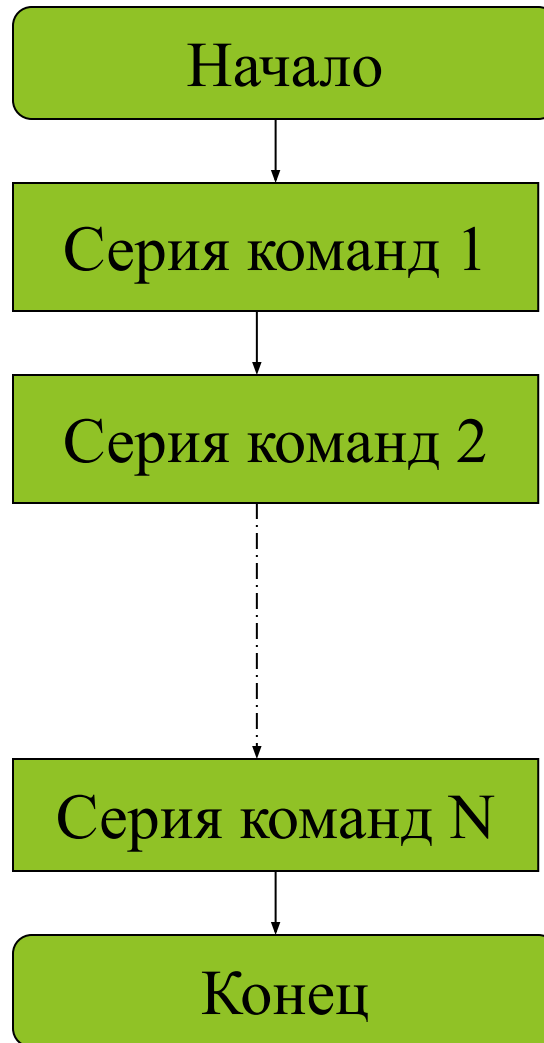 Начало
Серия команд 1
Серия команд 2
Серия команд N
Конец